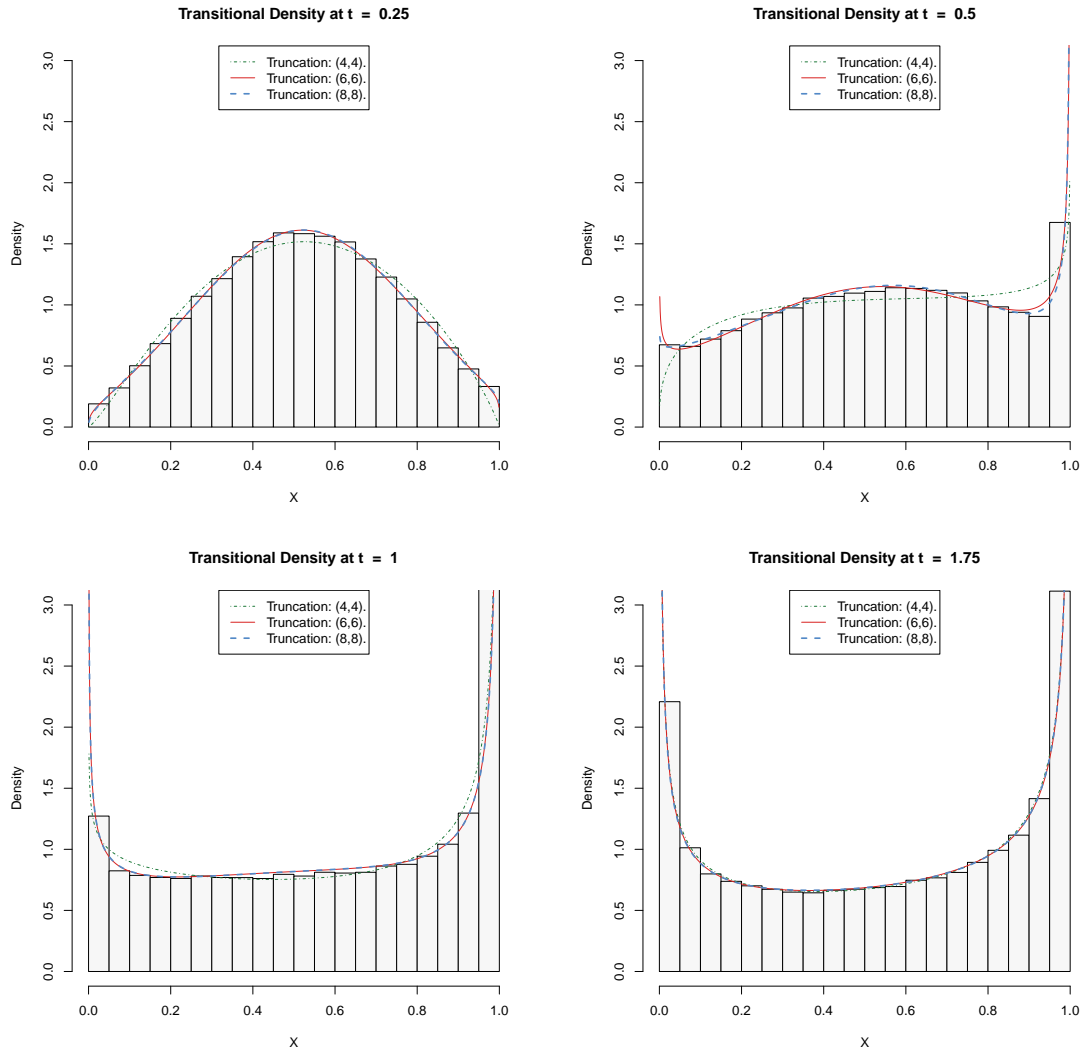 Transitional Density at t = 0.25
Truncation: (4,4).
Truncation: (6,6).
Truncation: (8,8).
Density
0.0 0.5 1.0 1.5 2.0 2.5 3.0
0.0 0.2 0.4 0.6 0.8 1.0
X
Transitional Density at t = 0.5
Truncation: (4,4).
Truncation: (6,6).
Truncation: (8,8).
Density
0.0 0.5 1.0 1.5 2.0 2.5 3.0
0.0 0.2 0.4 0.6 0.8 1.0
X
Transitional Density at t = 1
Truncation: (4,4).
Truncation: (6,6).
Truncation: (8,8).
Density
0.0 0.5 1.0 1.5 2.0 2.5 3.0
0.0 0.2 0.4 0.6 0.8 1.0
X
Transitional Density at t = 1.75
Truncation: (4,4).
Truncation: (6,6).
Truncation: (8,8).
Density
0.0 0.5 1.0 1.5 2.0 2.5 3.0
0.0 0.2 0.4 0.6 0.8 1.0
X